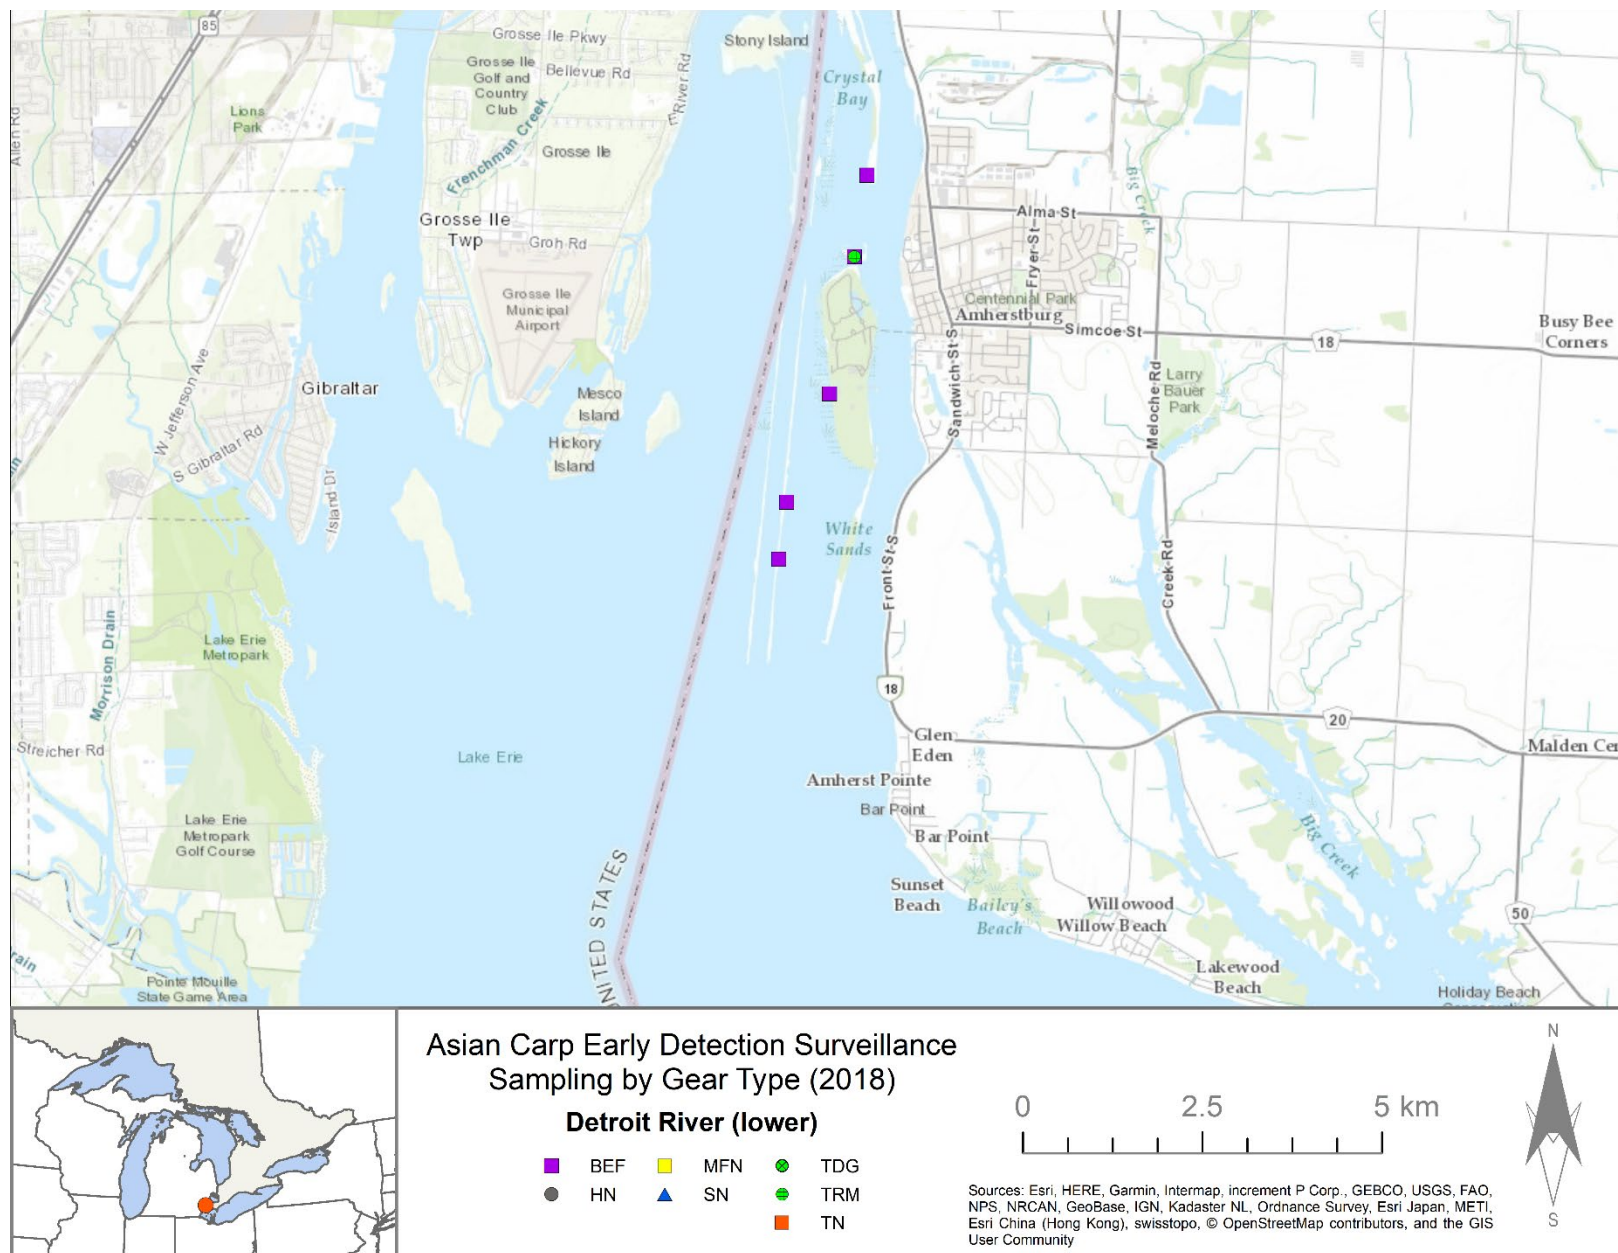 85
Allen Rd
Lions
Park
Grosse Ile Pkwy
Grosse Ile
Golf and
Country
Club
Bellevue Rd
E River Rd
Frenchman Creek
Grosse Ile
Stony Island
Crystal
Bay
Big Creek
Grosse Ile
Twp
Groh Rd
Grosse Ile
Municipal
Airport
Alma St
Fryer St
Centennial Park
Amherstburg
Simcoe St
18
Busy Bee
Corners
Sandwich St S
Meloche Rd
Larry
Bauer
Park
W Jefferson Ave
Gibraltar
S Gibraltar Rd
Island Dr
Mesco
Island
Hickory
Island
White
Sands
Front St S
Creek Rd
Morrison Drain
Lake Erie
Metropark
Streicher Rd
Lake Erie
18
Glen
Eden
20
Malden Cen
Amherst Pointe
Bar Point
Bar Point
Lake Erie
Metropark
Golf Course
Sunset
Beach
Bailey's
Beach
Willowood
Willow Beach
Big Creek
50
Lakewood
Beach
Holiday Beach
UNITED STATES
Pointe Mouille
State Game Area
Asian Carp Early Detection Surveillance
Sampling by Gear Type (2018)
Detroit River (lower)
BEF MFN TDG
HN SN TRM
TN
0 2.5 5 km
N
S
Sources: Esri, HERE, Garmin, Intermap, increment P Corp., GEBCO, USGS, FAO,
NPS, NRCAN, GeoBase, IGN, Kadaster NL, Ordnance Survey, Esri Japan, METI,
Esri China (Hong Kong), swisstopo, © OpenStreetMap contributors, and the GIS
User Community